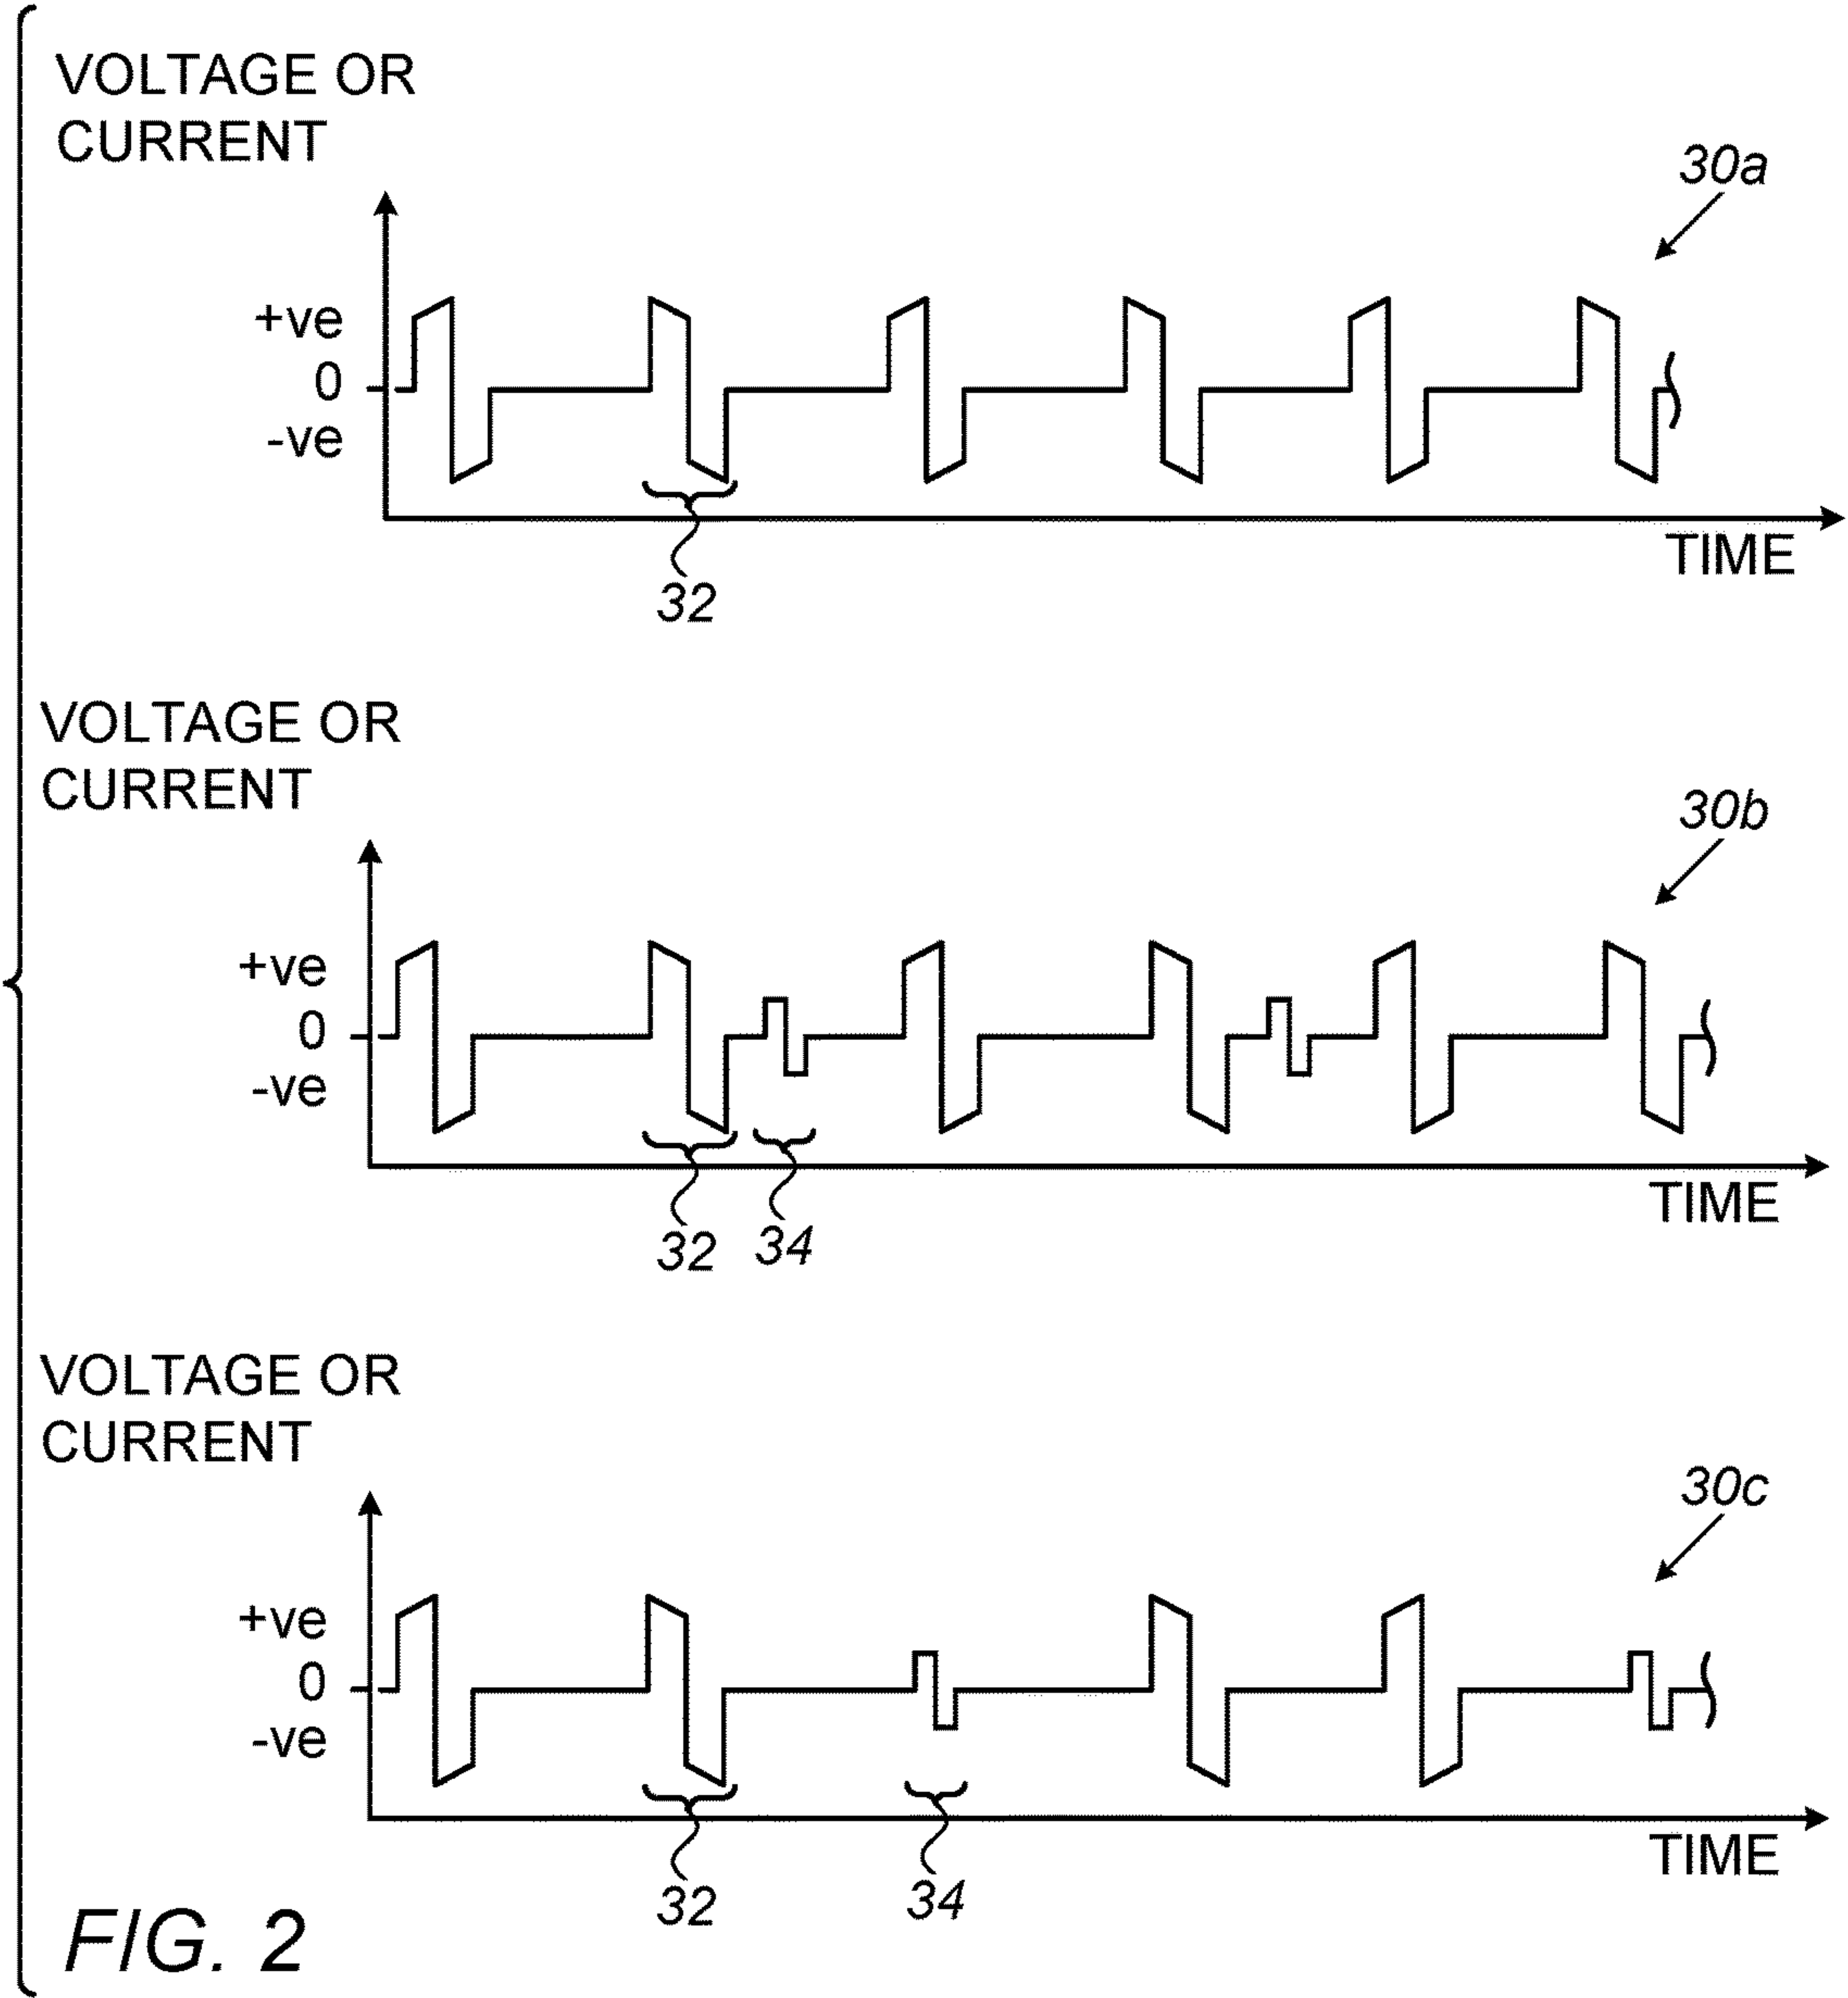 VOLTAGE OR
CURRENT
30a
+ve
0
-ve
TIME
32
VOLTAGE OR
CURRENT
30b
+ve
0
-ve
TIME
32 34
VOLTAGE OR
CURRENT
30c
+ve
0
-ve
TIME
32 34
FIG. 2